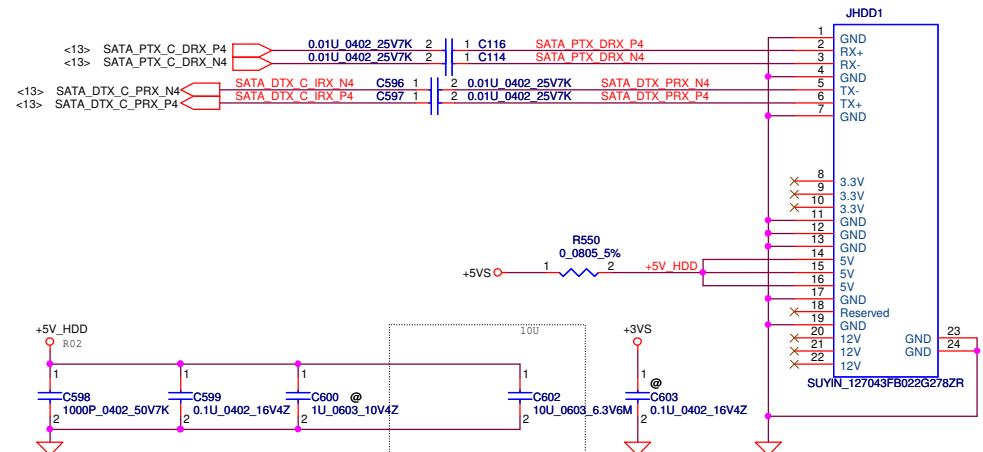 JHDD1
<13> SATA_PTX_C_DRX_P4 0.01U_0402_25V7K 2 1 C116 SATA_PTX_DRX_P4
<13> SATA_PTX_C_DRX_N4 0.01U_0402_25V7K 2 1 C114 SATA_PTX_DRX_N4
<13> SATA_DTX_C_PRX_N4 SATA_DTX_C_IRX_N4 C596 1 2 0.01U_0402_25V7K SATA_DTX_PRX_N4
<13> SATA_DTX_C_PRX_P4 SATA_DTX_C_IRX_P4 C597 1 2 0.01U_0402_25V7K SATA_DTX_PRX_P4
1 GND
2 RX+
3 RX-
4 GND
5 TX-
6 TX+
7 GND
8 3.3V
9 3.3V
10 3.3V
11 GND
12 GND
13 GND
14 5V
15 5V
16 5V
17 GND
18 Reserved
19 GND
20 12V
21 12V
22 12V
GND 23
GND 24
SUYIN_127043FB022G278ZR
R550
0_0805_5%
+5VS 1 2 +5V_HDD
+5V_HDD
R02
10U
+3VS
1
C598
1000P_0402_50V7K
2
1
C599
0.1U_0402_16V4Z
2
1
C600 @
1U_0603_10V4Z
2
1
C602
10U_0603_6.3V6M
2
1
@
C603
0.1U_0402_16V4Z
2